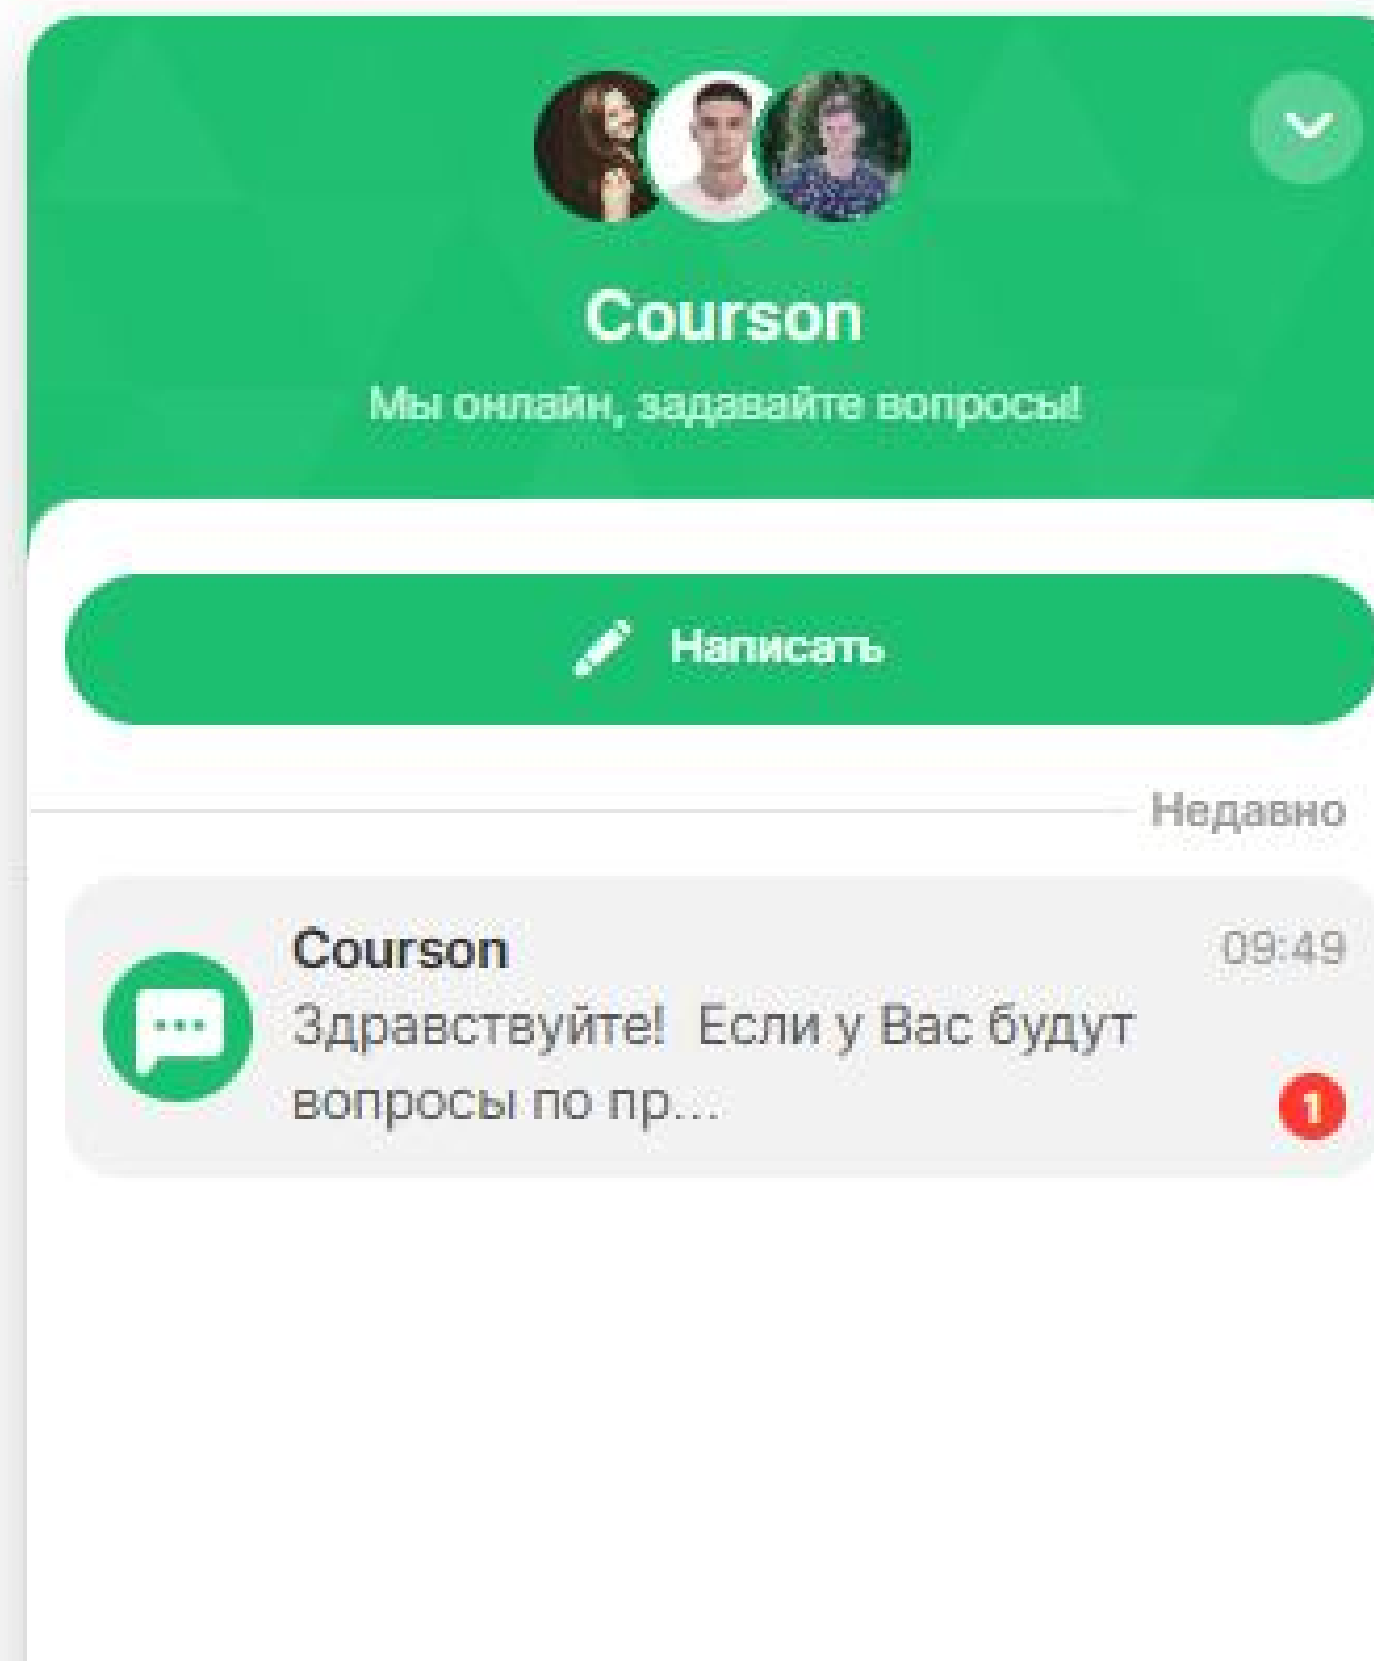 Courson
Мы онлайн, задавайте вопросы!
Написать
Недавно
Courson
09:49
Здравствуйте! Если у Вас будут
вопросы по пр...
1